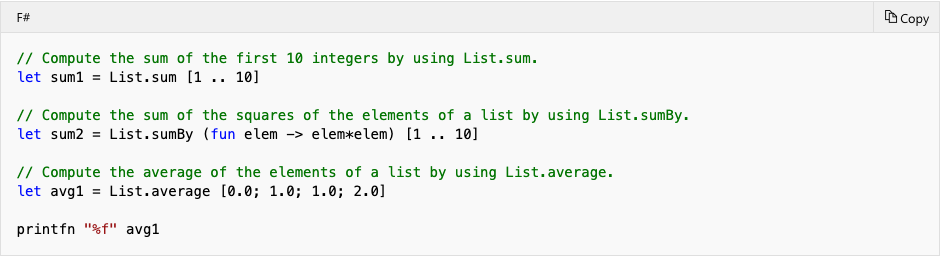 F#
Copy
// Compute the sum of the first 10 integers by using List.sum.
let sum1 = List.sum [1 .. 10]
// Compute the sum of the squares of the elements of a list by using List.sumBy.
let sum2 = List.sumBy (fun elem -> elem*elem) [1 .. 10]
// Compute the average of the elements of a list by using List.average.
let avg1 = List.average [0.0; 1.0; 1.0; 2.0]
printfn "%f" avg1